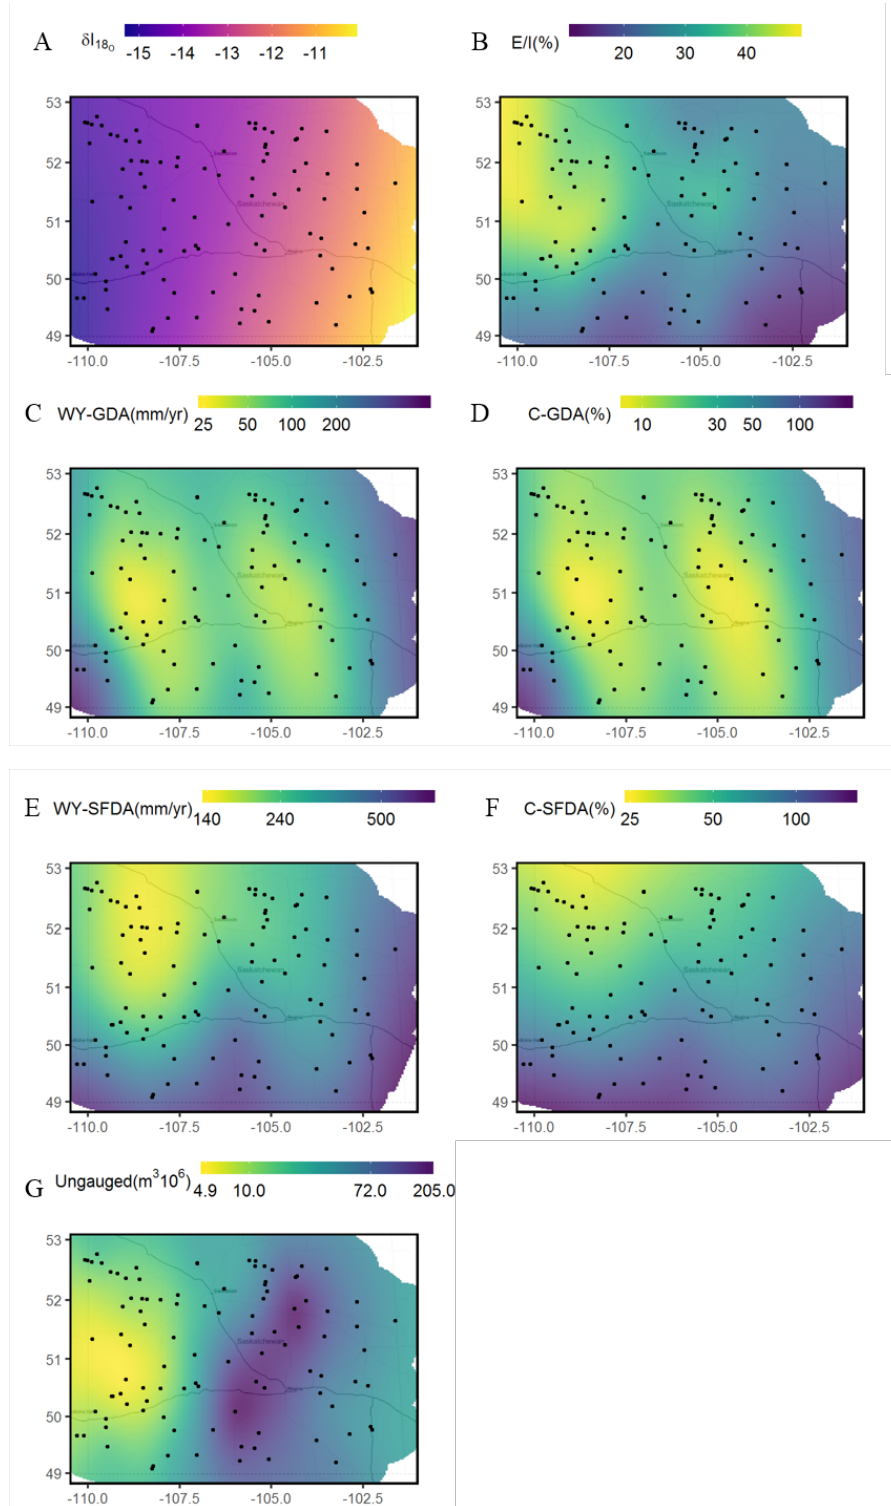 A δI18O -15 -14 -13 -12 -11
B E/I(%) 20 30 40
53
52
51
50
49
-110.0 -107.5 -105.0 -102.5
Saskatchewan
53
52
51
50
49
-110.0 -107.5 -105.0 -102.5
Saskatchewan
C WY-GDA(mm/yr) 25 50 100 200
D C-GDA(%) 10 30 50 100
53
52
51
50
49
-110.0 -107.5 -105.0 -102.5
Saskatchewan
53
52
51
50
49
-110.0 -107.5 -105.0 -102.5
Saskatchewan
E WY-SFDA(mm/yr) 140 240 500
F C-SFDA(%) 25 50 100
53
52
51
50
49
-110.0 -107.5 -105.0 -102.5
Saskatchewan
53
52
51
50
49
-110.0 -107.5 -105.0 -102.5
Saskatchewan
G Ungauged(m³10⁶) 4.9 10.0 72.0 205.0
53
52
51
50
49
-110.0 -107.5 -105.0 -102.5
Saskatchewan